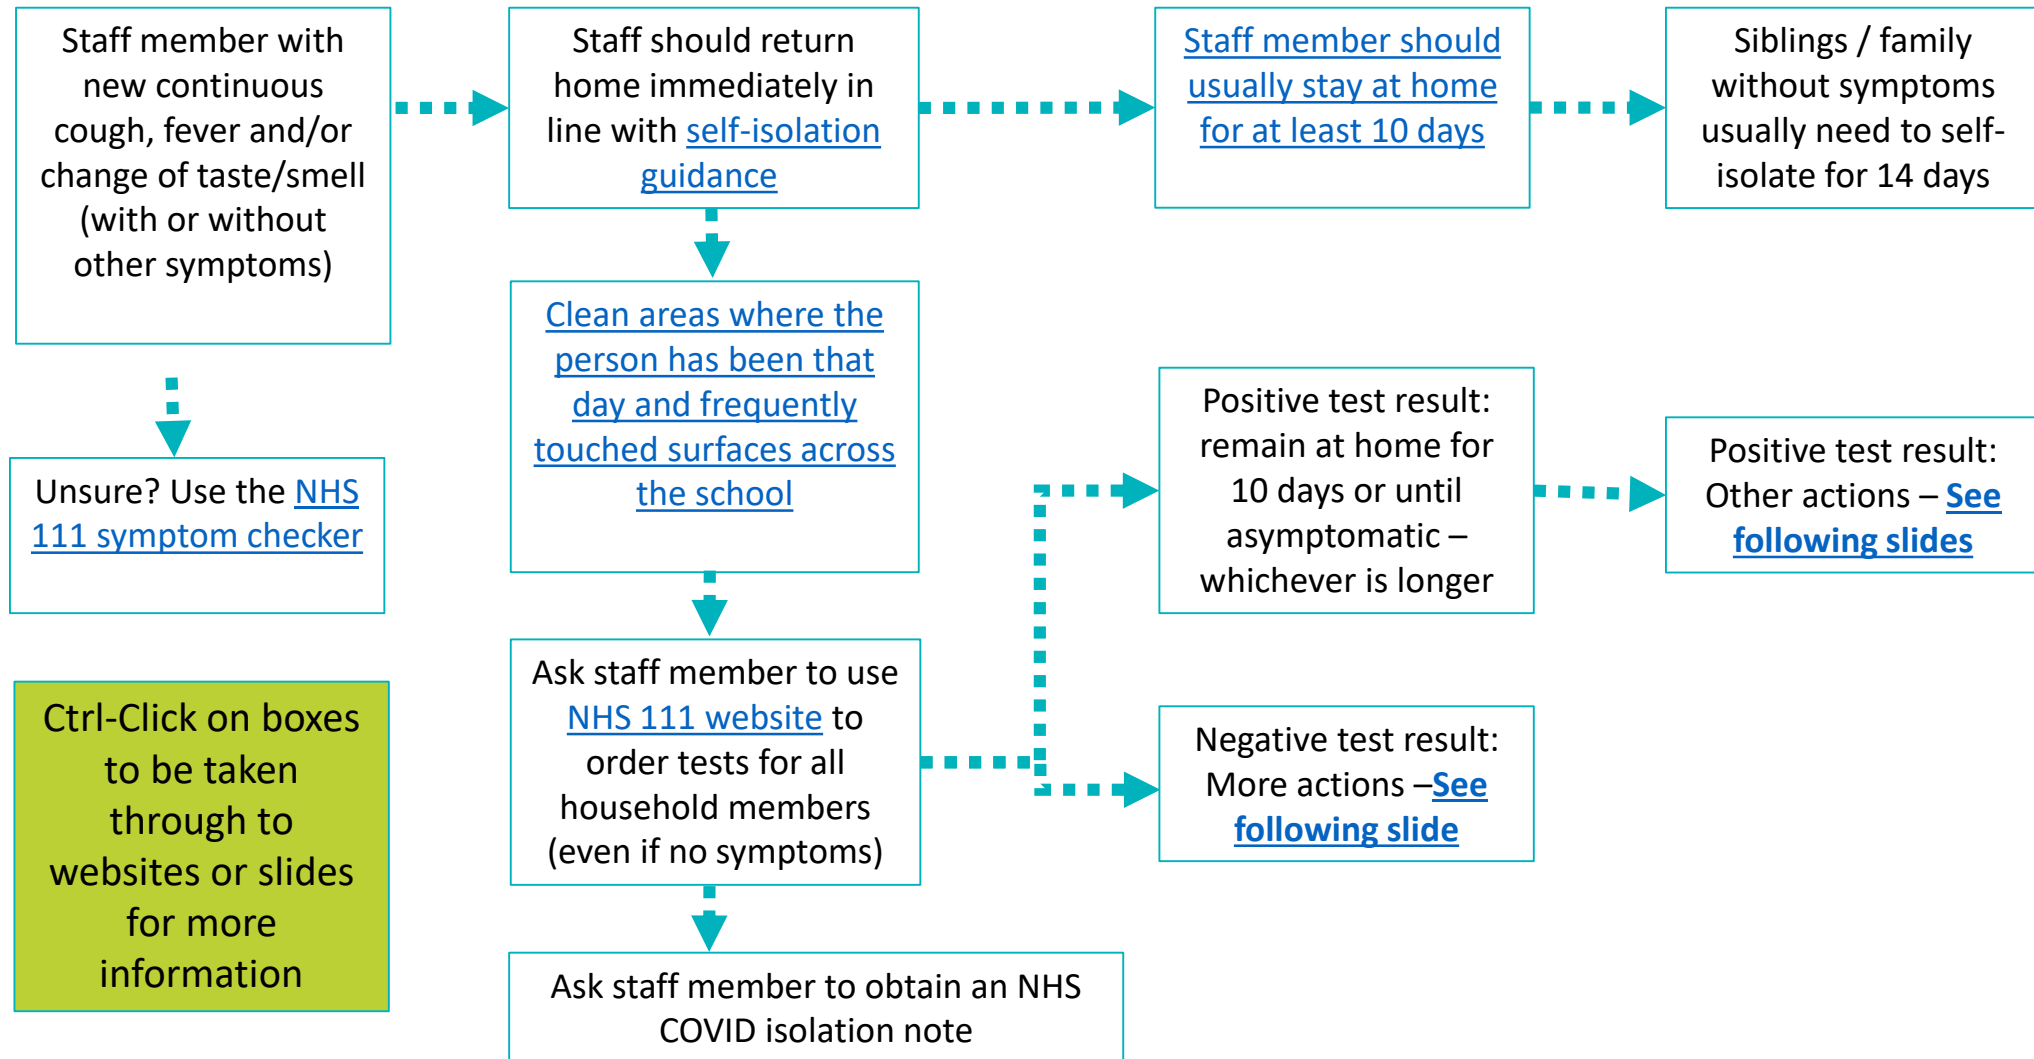 Staff member with
new continuous
cough, fever and/or
change of taste/smell
(with or without
other symptoms)
Staff should return
home immediately in
line with self-isolation
guidance
Staff member should
usually stay at home
for at least 10 days
Siblings / family
without symptoms
usually need to self-
isolate for 14 days
Clean areas where the
person has been that
day and frequently
touched surfaces across
the school
Unsure? Use the NHS
111 symptom checker
Positive test result:
remain at home for
10 days or until
asymptomatic –
whichever is longer
Positive test result:
Other actions – See
following slides
Ask staff member to use
NHS 111 website to
order tests for all
household members
(even if no symptoms)
Negative test result:
More actions –See
following slide
Ctrl-Click on boxes
to be taken
through to
websites or slides
for more
information
Ask staff member to obtain an NHS
COVID isolation note